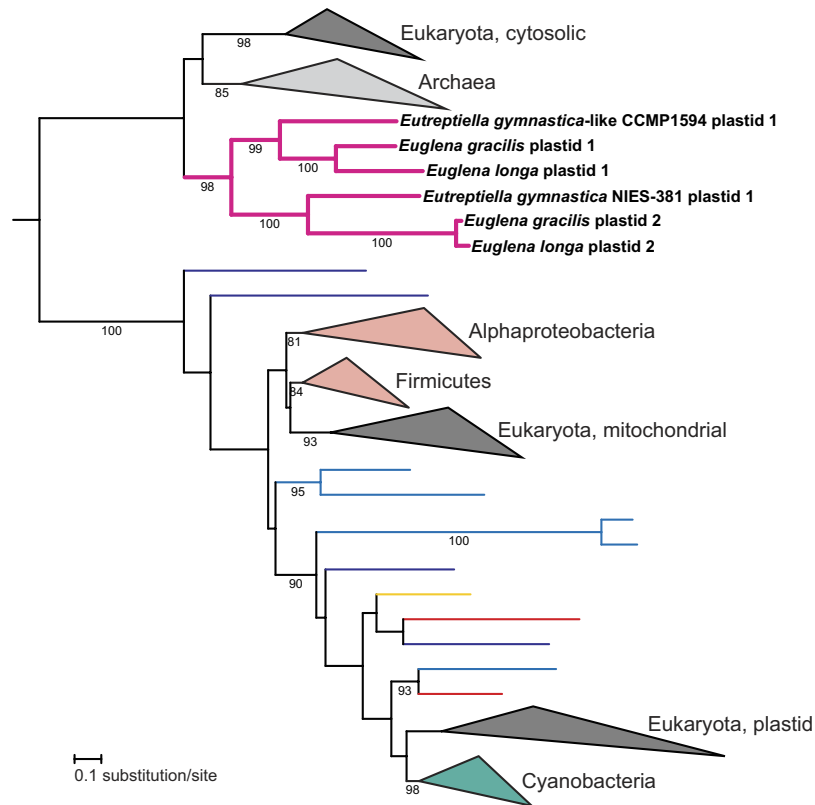 Eukaryota, cytosolic
98
Archaea
85
Eutreptiella gymnastica-like CCMP1594 plastid 1
99
Euglena gracilis plastid 1
100
Euglena longa plastid 1
98
Eutreptiella gymnastica NIES-381 plastid 1
100
Euglena gracilis plastid 2
100
Euglena longa plastid 2
100
Alphaproteobacteria
81
Firmicutes
84
Eukaryota, mitochondrial
93
95
100
90
93
Eukaryota, plastid
0.1 substitution/site
Cyanobacteria
98